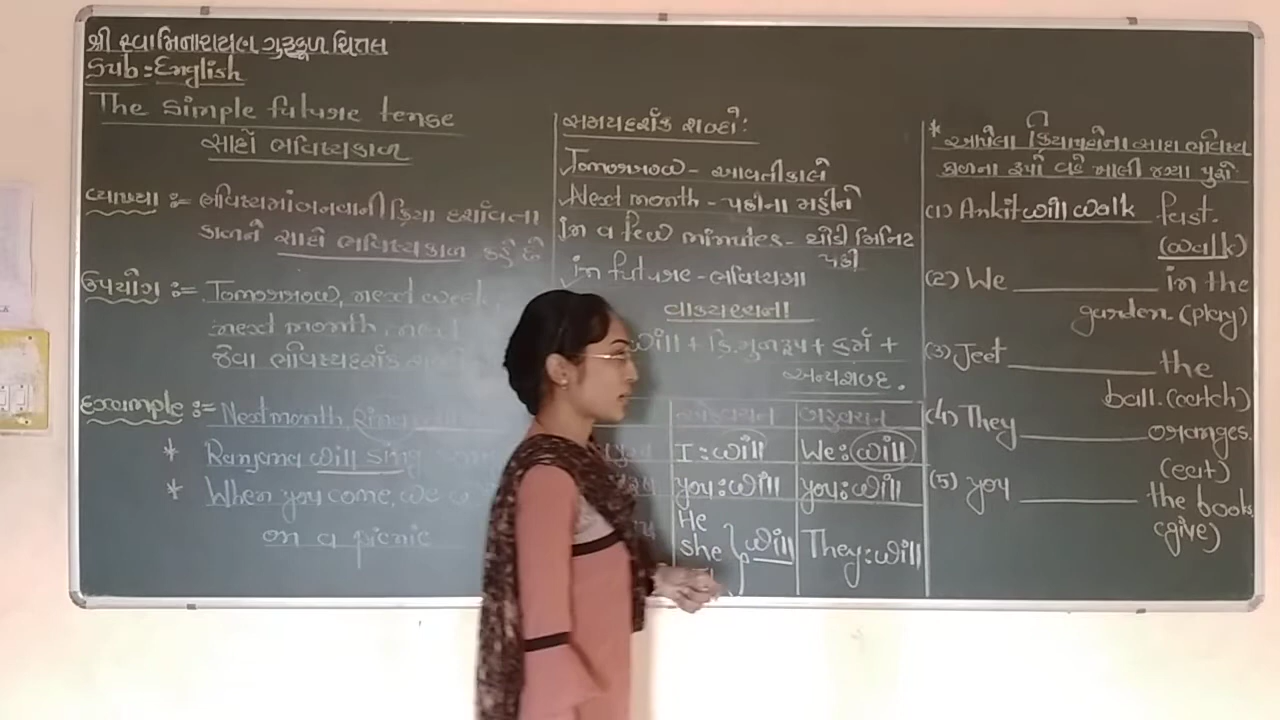 શ્રી સ્વામિનારાયણ ગુરૂકૂળ ચિત્તલ
Sub:English
The simple future tense
સાદો ભવિષ્યકાળ
વ્યાખ્યા := ભવિષ્યમાં બનવાની ક્રિયા દર્શાવતા
કાળને સાદો ભવિષ્યકાળ કહે છે
ઉપયોગ := Tomorrow, next week,
next month, next
જેવા ભવિષ્યદર્શક
Example :=
Next month,
* Ranjana will sing
* When you come, we
on a picnic
સમયદર્શક શબ્દો:
Tomorrow - આવતીકાલે
Next month - પછીના મહીને
In a few minutes - થોડી મિનિટ
પછી
in future - ભવિષ્યમા
વાક્યરચના!
will + ક્રિ.મુળરૂપ + કર્મ +
અન્યશબ્દ.
એકવચન બહુવચન
I : will We : will
you : will you : will
He
she } will They : will
* આપેલા ક્રિયાપદોના સાદા ભવિષ્ય
કાળના રૂપો વડે ખાલી જગ્યા પુરો
(1) Ankit will walk fast.
(walk)
(2) We ________ in the
garden. (play)
(3) Jeet ________ the
ball. (catch)
(4) They ________ oranges.
(eat)
(5) you ________ the books.
(give)